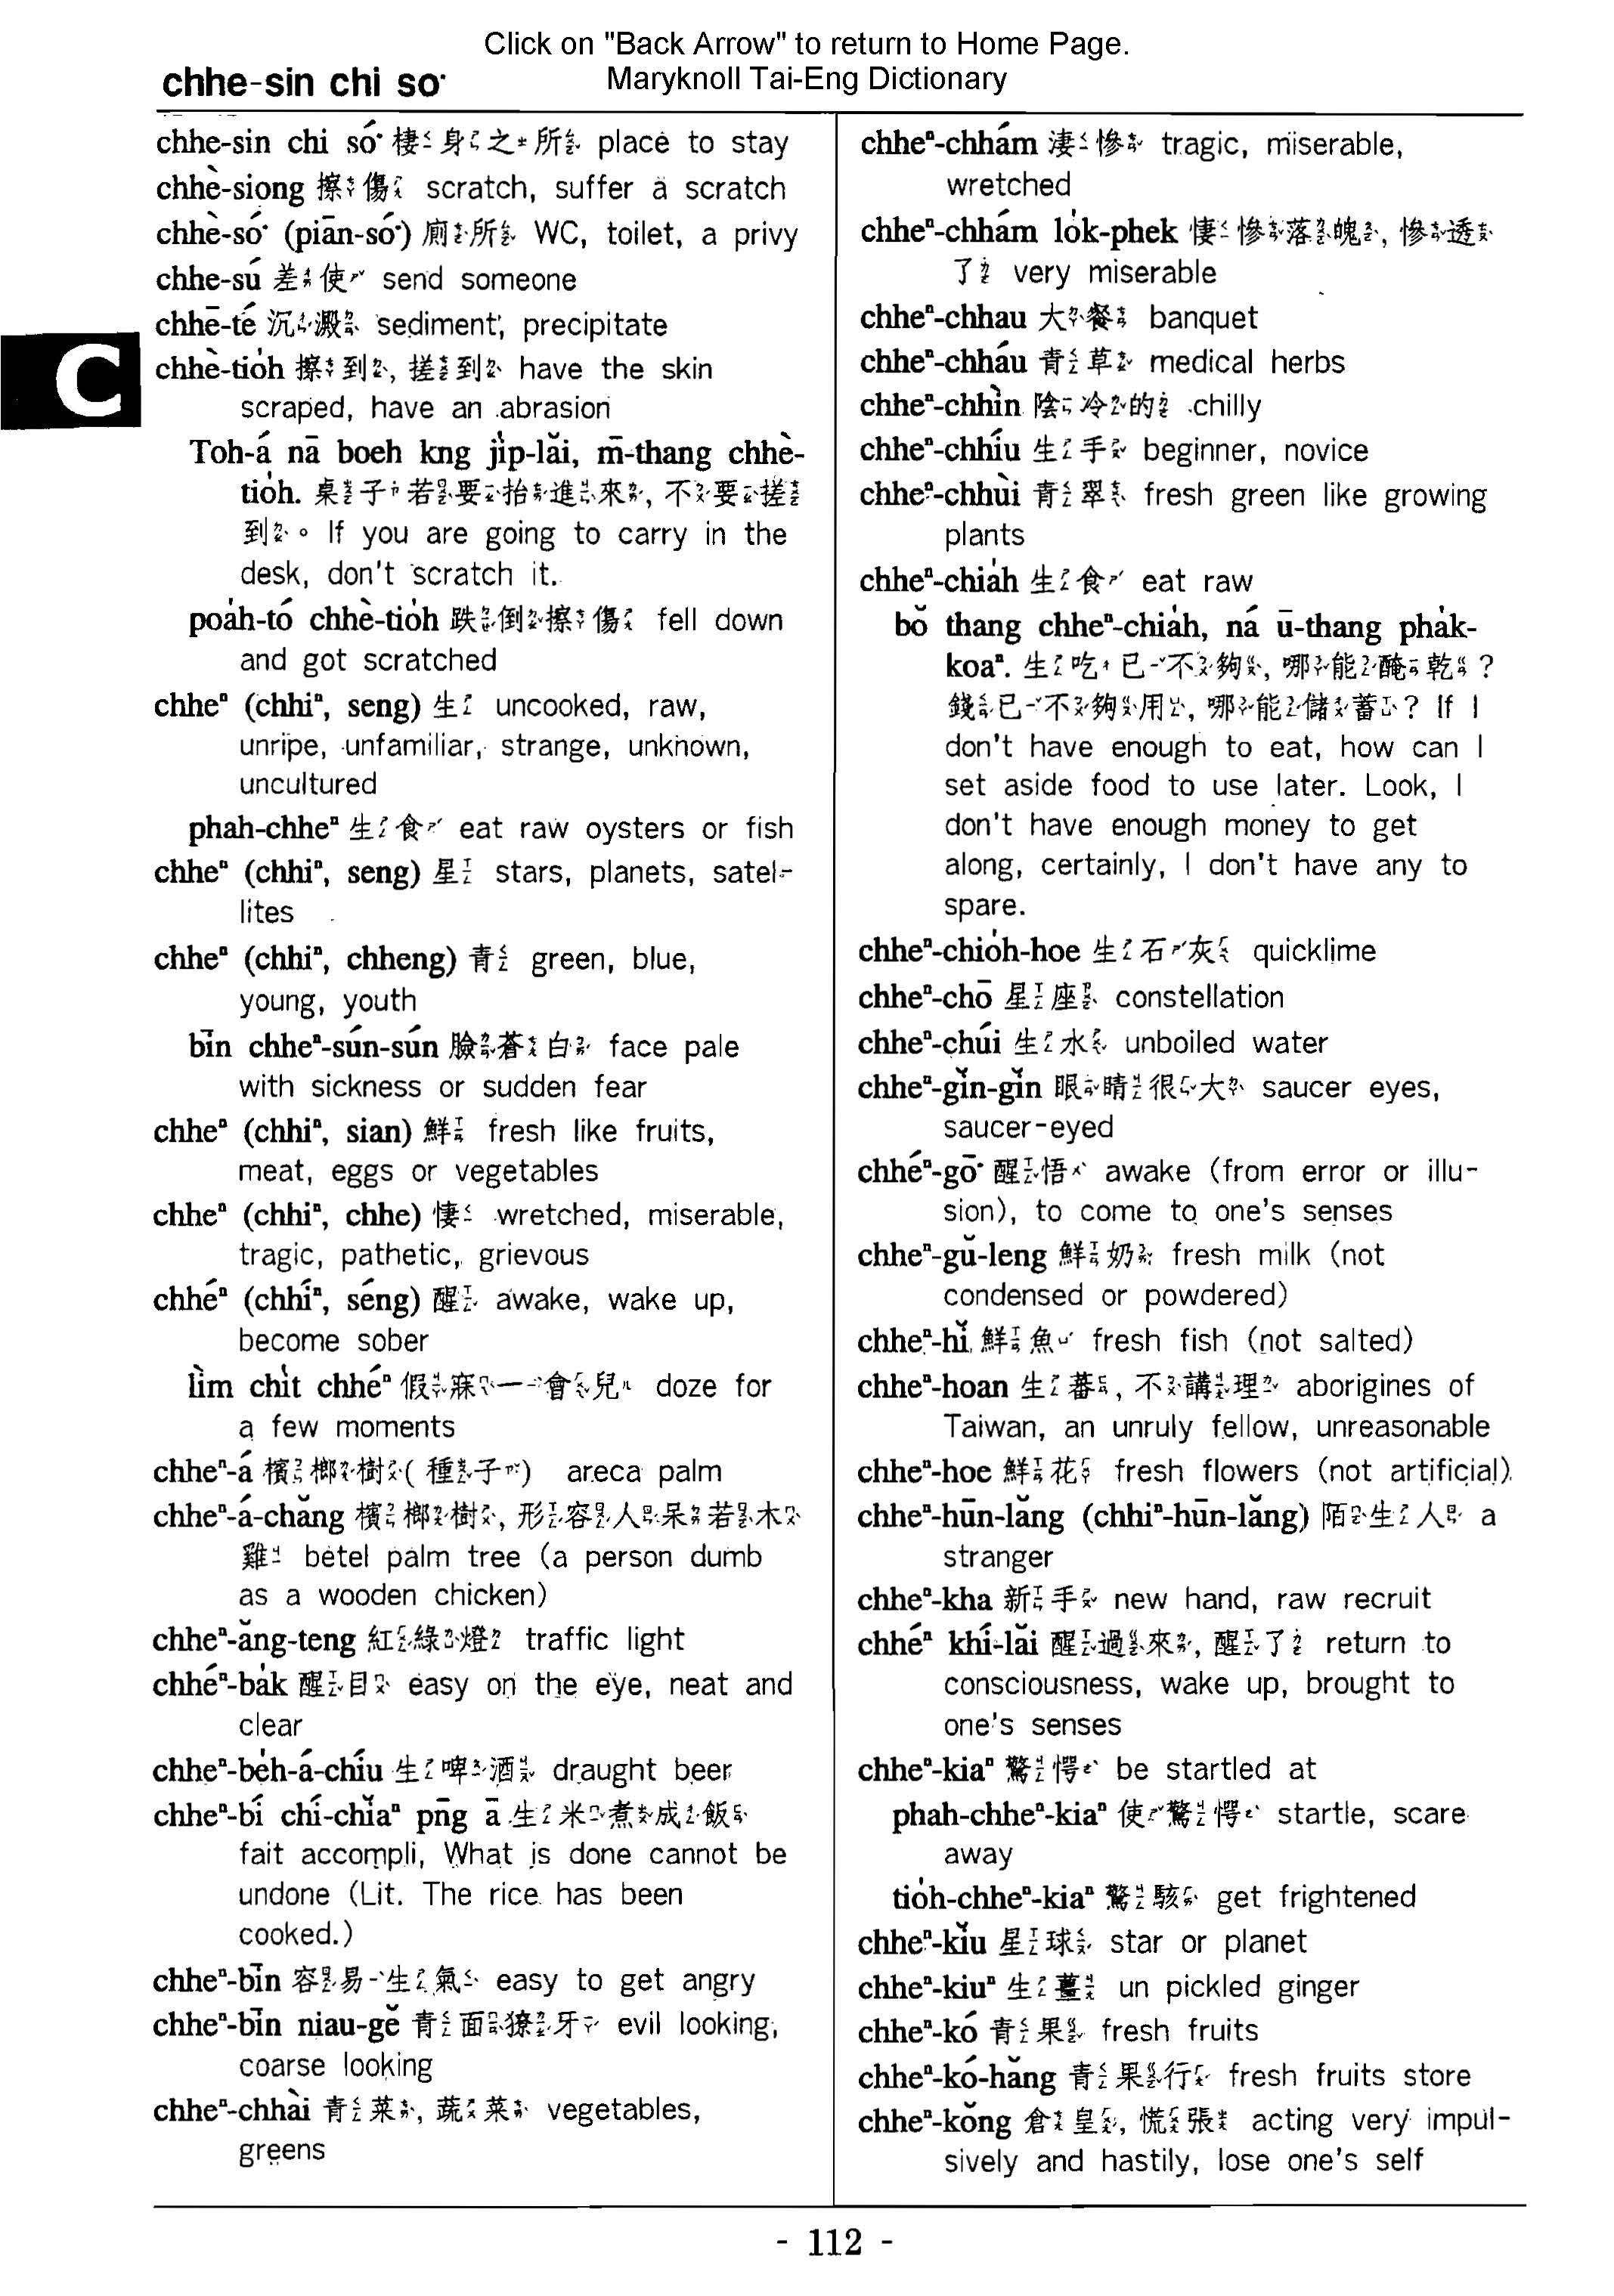 Click on "Back Arrow" to return to Home Page.
Maryknoll Tai-Eng Dictionary
chhe-sin chi so͘
chhe-sin chi só͘ 棲身之所 place to stay
chhè-siong 擦傷 scratch, suffer a scratch
chhè-só͘ (piān-só͘) 廁所 WC, toilet, a privy
chhe-sú 差使 send someone
chhē-té 沉澱 sediment, precipitate
C
chhè-tio̍h 擦到, 搓到 have the skin
scraped, have an abrasion
Toh-á nā boeh kng ji̍p-lăi, m̄-thang chhè-
tio̍h. 桌子若要抬進來, 不要搓
到。 If you are going to carry in the
desk, don't scratch it.
poa̍h-tó chhè-tio̍h 跌倒擦傷 fell down
and got scratched
chheⁿ (chhiⁿ, seng) 生 uncooked, raw,
unripe, unfamiliar, strange, unknown,
uncultured
phah-chheⁿ 生食 eat raw oysters or fish
chheⁿ (chhiⁿ, seng) 星 stars, planets, satel-
lites
chheⁿ (chhiⁿ, chheng) 青 green, blue,
young, youth
bīn chheⁿ-sún-sún 臉蒼白 face pale
with sickness or sudden fear
chheⁿ (chhiⁿ, sian) 鮮 fresh like fruits,
meat, eggs or vegetables
chheⁿ (chhiⁿ, chhe) 悽 wretched, miserable,
tragic, pathetic, grievous
chhéⁿ (chhíⁿ, séng) 醒 awake, wake up,
become sober
lìm chi̍t chhéⁿ 假寐一會兒 doze for
a few moments
chheⁿ-á 檳榔樹(種子) areca palm
chheⁿ-á-chăng 檳榔樹, 形容人呆若木
雞 betel palm tree (a person dumb
as a wooden chicken)
chheⁿ-ăng-teng 紅綠燈 traffic light
chhéⁿ-ba̍k 醒目 easy on the eye, neat and
clear
chheⁿ-be̍h-á-chíu 生啤酒 draught beer
chheⁿ-bí chí-chĭaⁿ pn̄g ā 生米煮成飯
fait accompli, What is done cannot be
undone (Lit. The rice has been
cooked.)
chheⁿ-bīn 容易生氣 easy to get angry
chheⁿ-bīn niau-gĕ 青面獠牙 evil looking,
coarse looking
chheⁿ-chhài 青菜, 蔬菜 vegetables,
greens
chheⁿ-chhám 淒慘 tragic, miserable,
wretched
chheⁿ-chhám lo̍k-phek 悽慘落魄, 慘透
了 very miserable
chheⁿ-chhau 大餐 banquet
chheⁿ-chháu 青草 medical herbs
chheⁿ-chhìn 陰冷的 chilly
chheⁿ-chhíu 生手 beginner, novice
chheⁿ-chhùi 青翠 fresh green like growing
plants
chheⁿ-chia̍h 生食 eat raw
bŏ thang chheⁿ-chia̍h, ná ū-thang pha̍k-
koaⁿ. 生吃已不夠, 哪能醃乾?
錢已不夠用, 哪能儲蓄? If I
don't have enough to eat, how can I
set aside food to use later. Look, I
don't have enough money to get
along, certainly, I don't have any to
spare.
chheⁿ-chio̍h-hoe 生石灰 quicklime
chheⁿ-chō 星座 constellation
chheⁿ-chúi 生水 unboiled water
chheⁿ-gĭn-gĭn 眼睛很大 saucer eyes,
saucer-eyed
chhéⁿ-gō͘ 醒悟 awake (from error or illu-
sion), to come to one's senses
chheⁿ-gŭ-leng 鮮奶 fresh milk (not
condensed or powdered)
chheⁿ-hĭ 鮮魚 fresh fish (not salted)
chheⁿ-hoan 生蕃, 不講理 aborigines of
Taiwan, an unruly fellow, unreasonable
chheⁿ-hoe 鮮花 fresh flowers (not artificial)
chheⁿ-hūn-lăng (chhiⁿ-hūn-lăng) 陌生人 a
stranger
chheⁿ-kha 新手 new hand, raw recruit
chhéⁿ khí-lăi 醒過來, 醒了 return to
consciousness, wake up, brought to
one's senses
chheⁿ-kiaⁿ 驚愕 be startled at
phah-chheⁿ-kiaⁿ 使驚愕 startle, scare
away
tio̍h-chheⁿ-kiaⁿ 驚駭 get frightened
chheⁿ-kĭu 星球 star or planet
chheⁿ-kiuⁿ 生薑 un pickled ginger
chheⁿ-kó 青果 fresh fruits
chheⁿ-kó-hăng 青果行 fresh fruits store
chheⁿ-kŏng 倉皇, 慌張 acting very impul-
sively and hastily, lose one's self
- 112 -